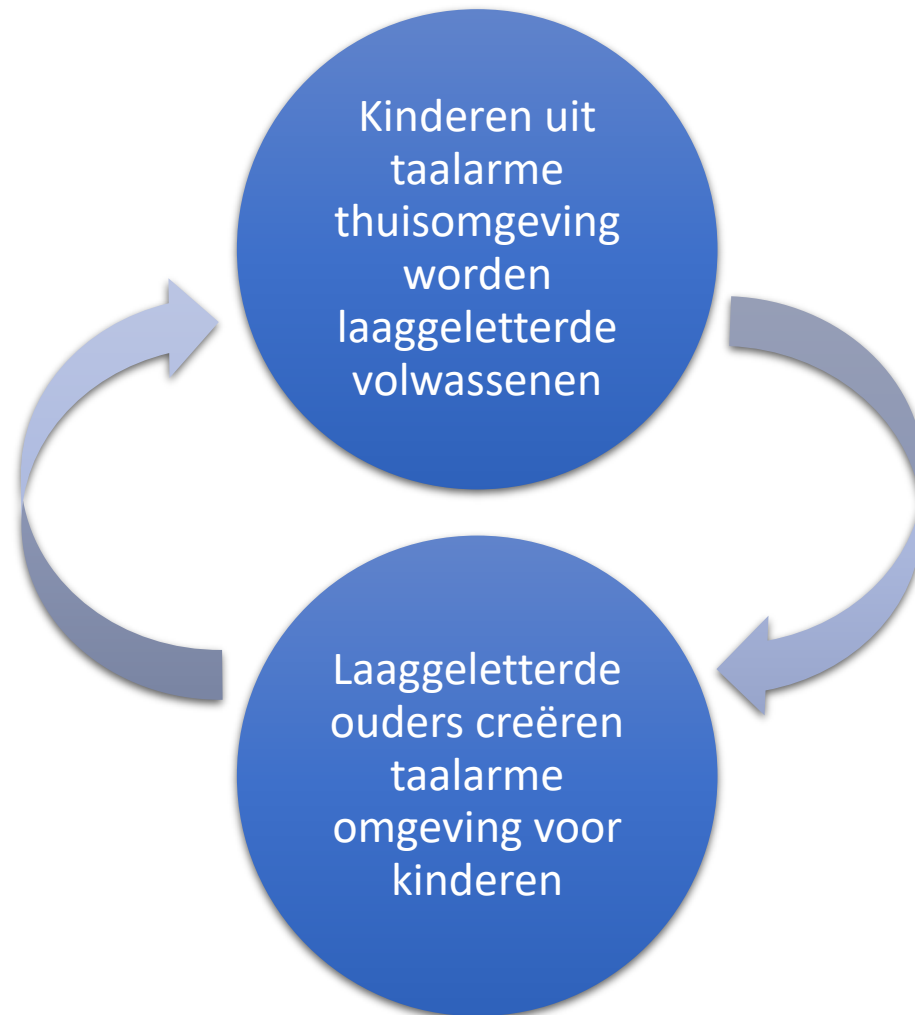 Kinderen uit
taalarme
thuisomgeving
worden
laaggeletterde
volwassenen
Laaggeletterde
ouders creëren
taalarme
omgeving voor
kinderen